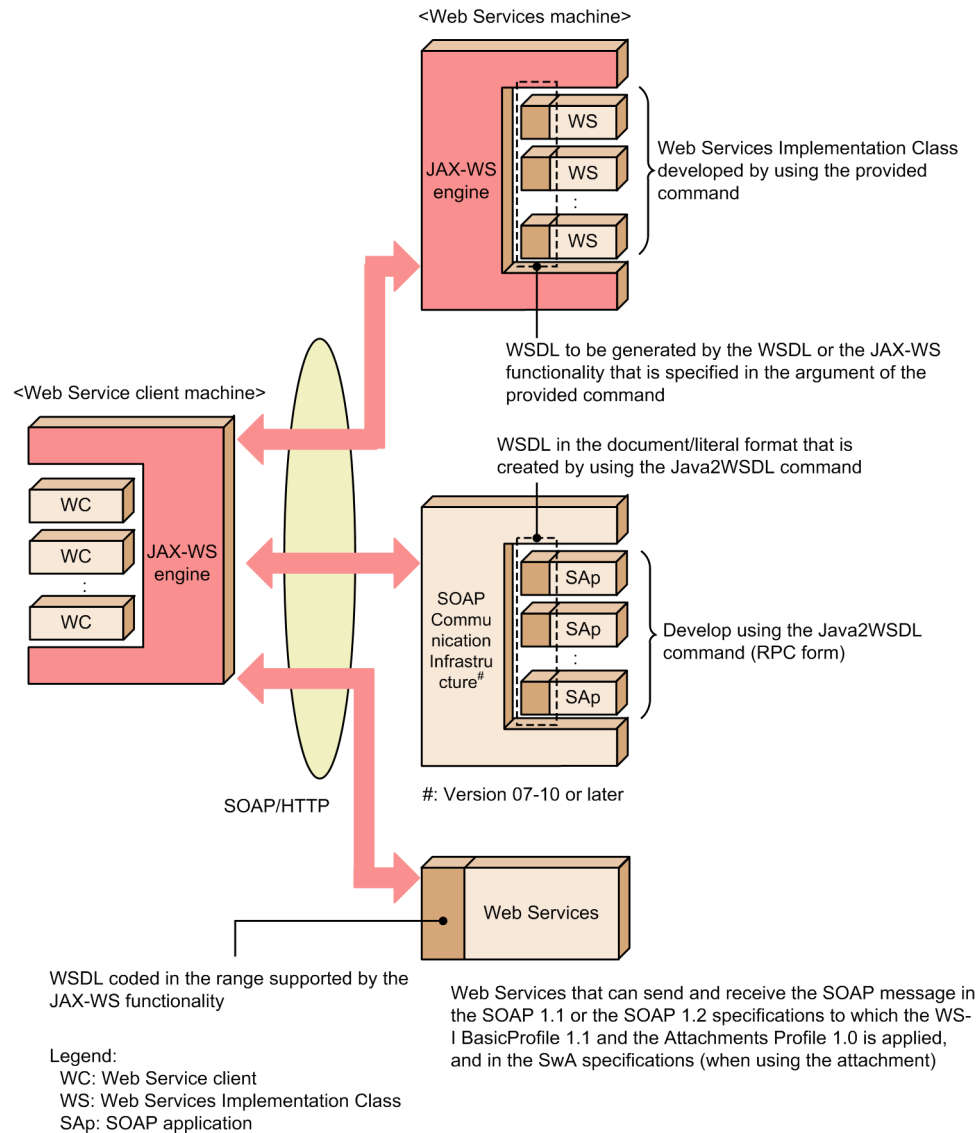 <Web Services machine>
JAX-WS
engine
WS
WS
:
WS
Web Services Implementation Class
developed by using the provided
command
WSDL to be generated by the WSDL or the JAX-WS
functionality that is specified in the argument of the
provided command
<Web Service client machine>
WC
WC
:
WC
JAX-WS
engine
WSDL in the document/literal format that is
created by using the Java2WSDL command
SOAP
Commu
nication
Infrastru
cture#
SAp
SAp
:
SAp
Develop using the Java2WSDL
command (RPC form)
SOAP/HTTP
#: Version 07-10 or later
Web Services
WSDL coded in the range supported by the
JAX-WS functionality
Web Services that can send and receive the SOAP message in
the SOAP 1.1 or the SOAP 1.2 specifications to which the WS-
I BasicProfile 1.1 and the Attachments Profile 1.0 is applied,
and in the SwA specifications (when using the attachment)
Legend:
WC: Web Service client
WS: Web Services Implementation Class
SAp: SOAP application